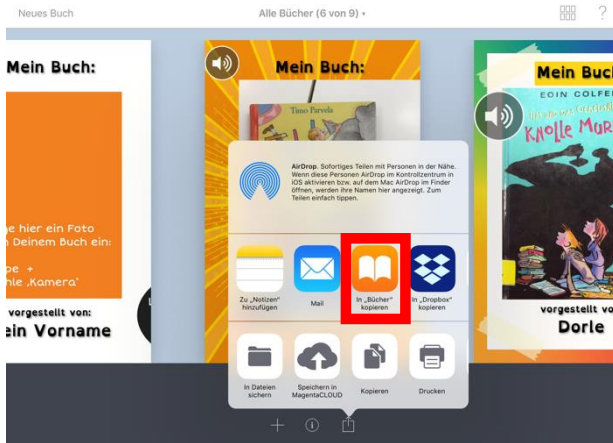 Neues Buch
Alle Bücher (6 von 9)
?
Mein Buch:
ge hier ein Foto
n Deinem Buch ein:
pe +
hle ‚Kamera'
vorgestellt von:
ein Vorname
Mein Buch:
Timo Parvela
AirDrop. Sofortiges Teilen mit Personen in der Nähe.
Wenn diese Personen AirDrop im Kontrollzentrum in
iOS aktivieren bzw. auf dem Mac AirDrop im Finder
öffnen, werden ihre Namen hier angezeigt. Zum
Teilen einfach tippen.
Zu „Notizen"
hinzufügen
Mail
In „Bücher"
kopieren
In „Dropbox"
kopieren
In Dateien
sichern
Speichern in
MagentaCLOUD
Kopieren
Drucken
Mein Buch
EOIN COLFE
KNOLLE MUR
vorgestellt vo
Dorle